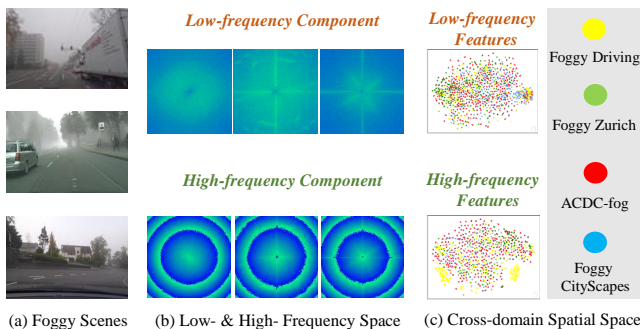 Low-frequency Component
High-frequency Component
Low-frequency
Features
High-frequency
Features
Foggy Driving
Foggy Zurich
ACDC-fog
Foggy
CityScapes
(a) Foggy Scenes
(b) Low- & High- Frequency Space
(c) Cross-domain Spatial Space